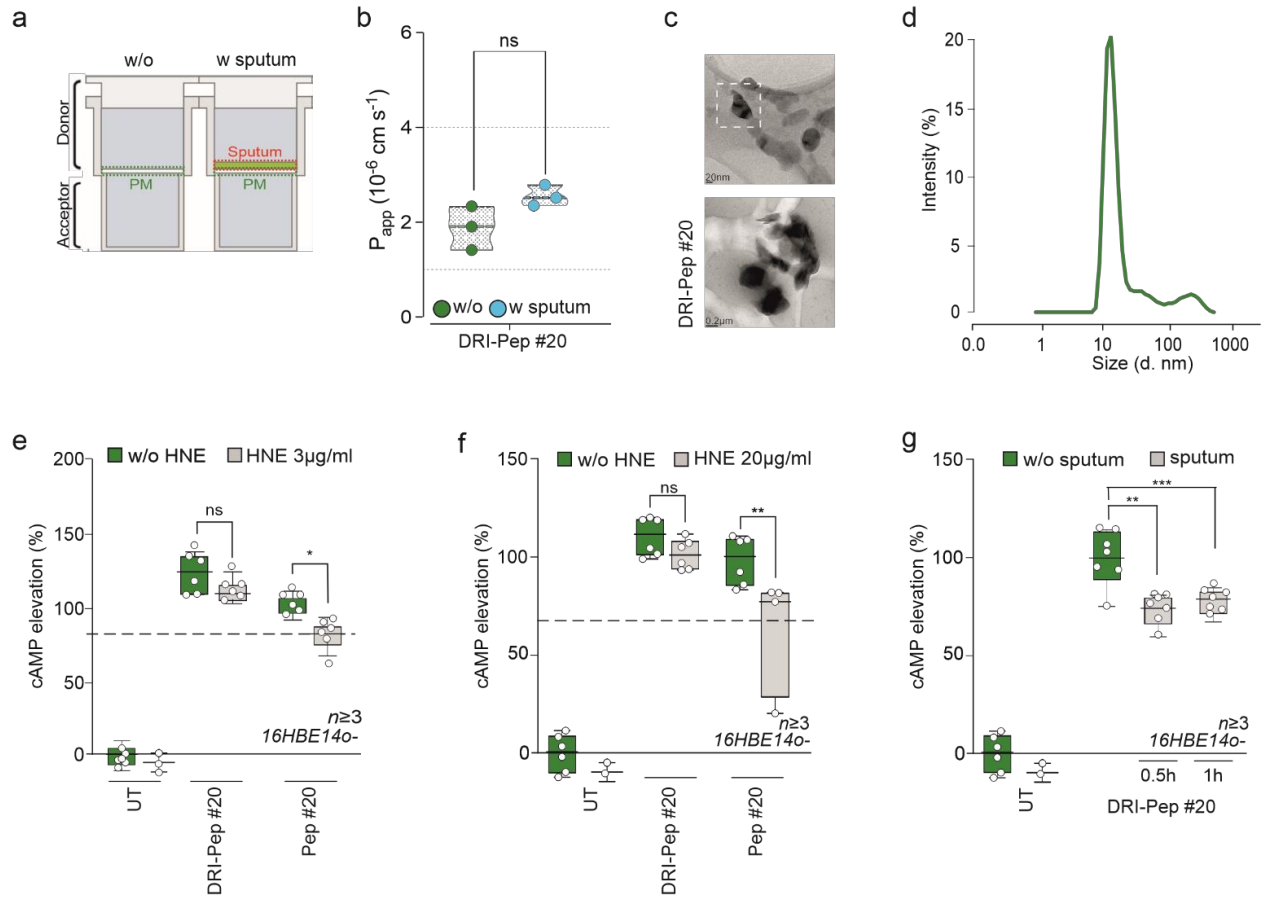 a
w/o
w sputum
Donor
Acceptor
Sputum
PM
PM
b
6
4
2
0
P_app (10⁻⁶ cm s⁻¹)
ns
w/o
w sputum
DRI-Pep #20
c
20nm
0.2µm
DRI-Pep #20
d
20
15
10
5
0
Intensity (%)
0.0
1
10
100
1000
Size (d. nm)
e
w/o HNE
HNE 3µg/ml
200
150
100
50
0
cAMP elevation (%)
ns
*
n≥3
16HBE14o-
UT
DRI-Pep #20
Pep #20
f
w/o HNE
HNE 20µg/ml
150
100
50
0
cAMP elevation (%)
ns
**
n≥3
16HBE14o-
UT
DRI-Pep #20
Pep #20
g
w/o sputum
sputum
150
100
50
0
cAMP elevation (%)
***
**
n≥3
16HBE14o-
0.5h
1h
UT
DRI-Pep #20